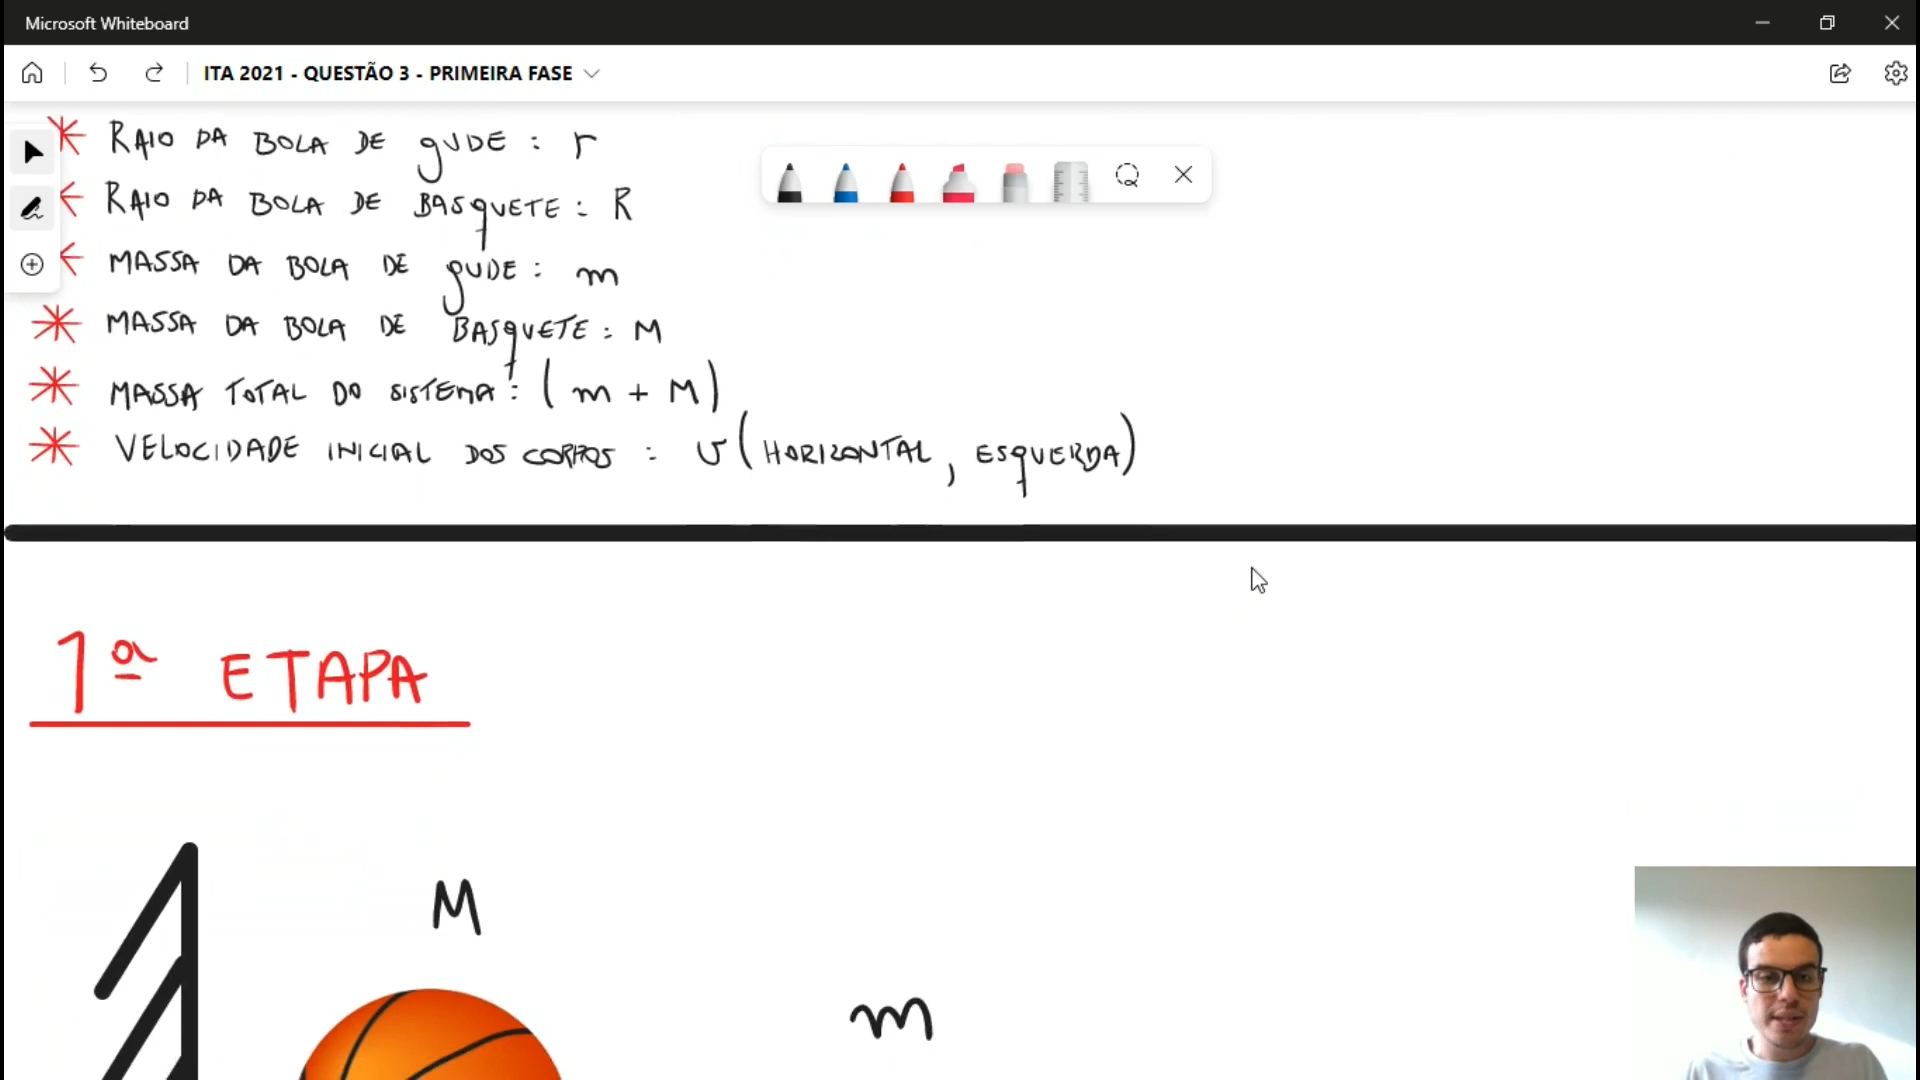 Microsoft Whiteboard
ITA 2021 - QUESTÃO 3 - PRIMEIRA FASE
RAIO DA BOLA DE gUDE : r
RAIO DA BOLA DE BASqUETE : R
MASSA DA BOLA DE gUDE : m
MASSA DA BOLA DE BASqUETE : M
MASSA TOTAL DO SISTEMA : (m + M)
VELOCIDADE INICIAL DOS CORPOS : v (HORIZONTAL, ESqUERDA)
1ª ETAPA
M
m